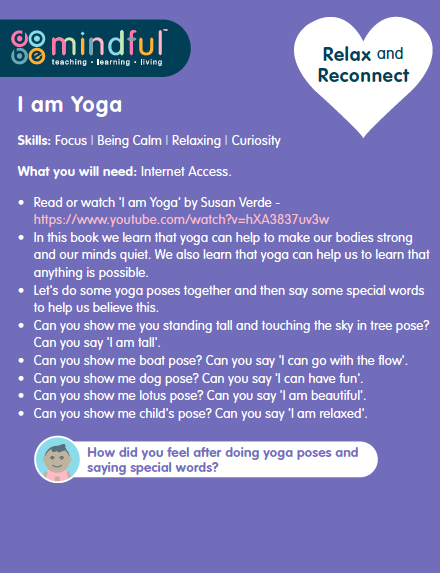 go
be mindful™
teaching • learning • living
Relax and
Reconnect
I am Yoga
Skills: Focus | Being Calm | Relaxing | Curiosity
What you will need: Internet Access.
• Read or watch 'I am Yoga' by Susan Verde -
https://www.youtube.com/watch?v=hXA3837uv3w
• In this book we learn that yoga can help to make our bodies strong
and our minds quiet. We also learn that yoga can help us to learn that
anything is possible.
• Let's do some yoga poses together and then say some special words
to help us believe this.
• Can you show me you standing tall and touching the sky in tree pose?
Can you say 'I am tall'.
• Can you show me boat pose? Can you say 'I can go with the flow'.
• Can you show me dog pose? Can you say 'I can have fun'.
• Can you show me lotus pose? Can you say 'I am beautiful'.
• Can you show me child's pose? Can you say 'I am relaxed'.
How did you feel after doing yoga poses and
saying special words?